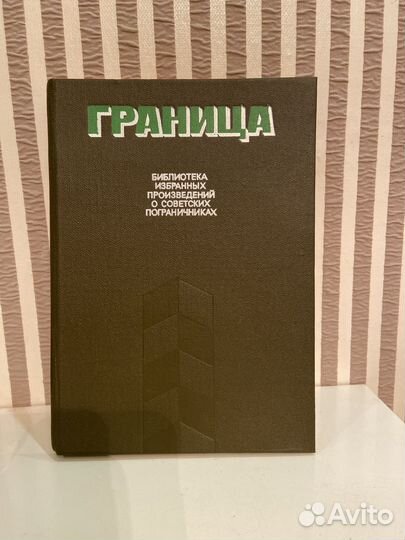 ГРАНИЦА
БИБЛИОТЕКА
ИЗБРАННЫХ
ПРОИЗВЕДЕНИЙ
О СОВЕТСКИХ
ПОГРАНИЧНИКАХ
Avito